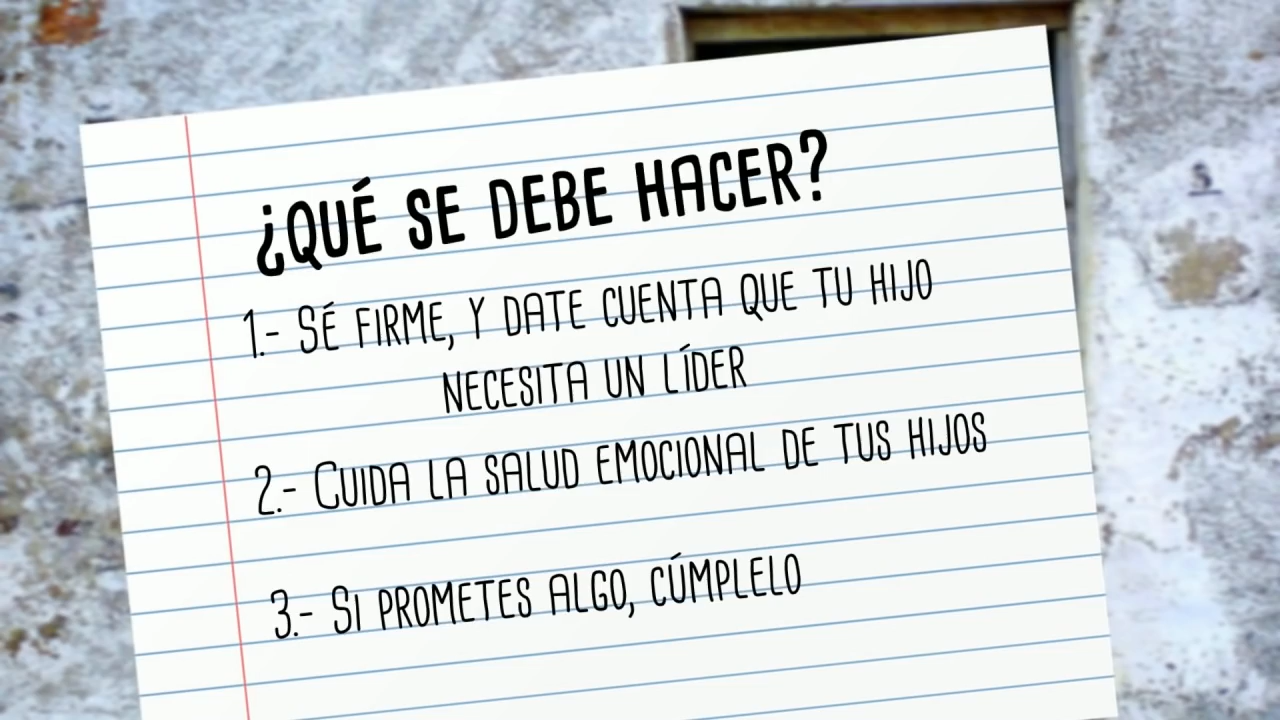 ¿QUÉ SE DEBE HACER?
1.- SÉ FIRME, Y DATE CUENTA QUE TU HIJO
NECESITA UN LÍDER
2.- CUIDA LA SALUD EMOCIONAL DE TUS HIJOS
3.- SI PROMETES ALGO, CÚMPLELO